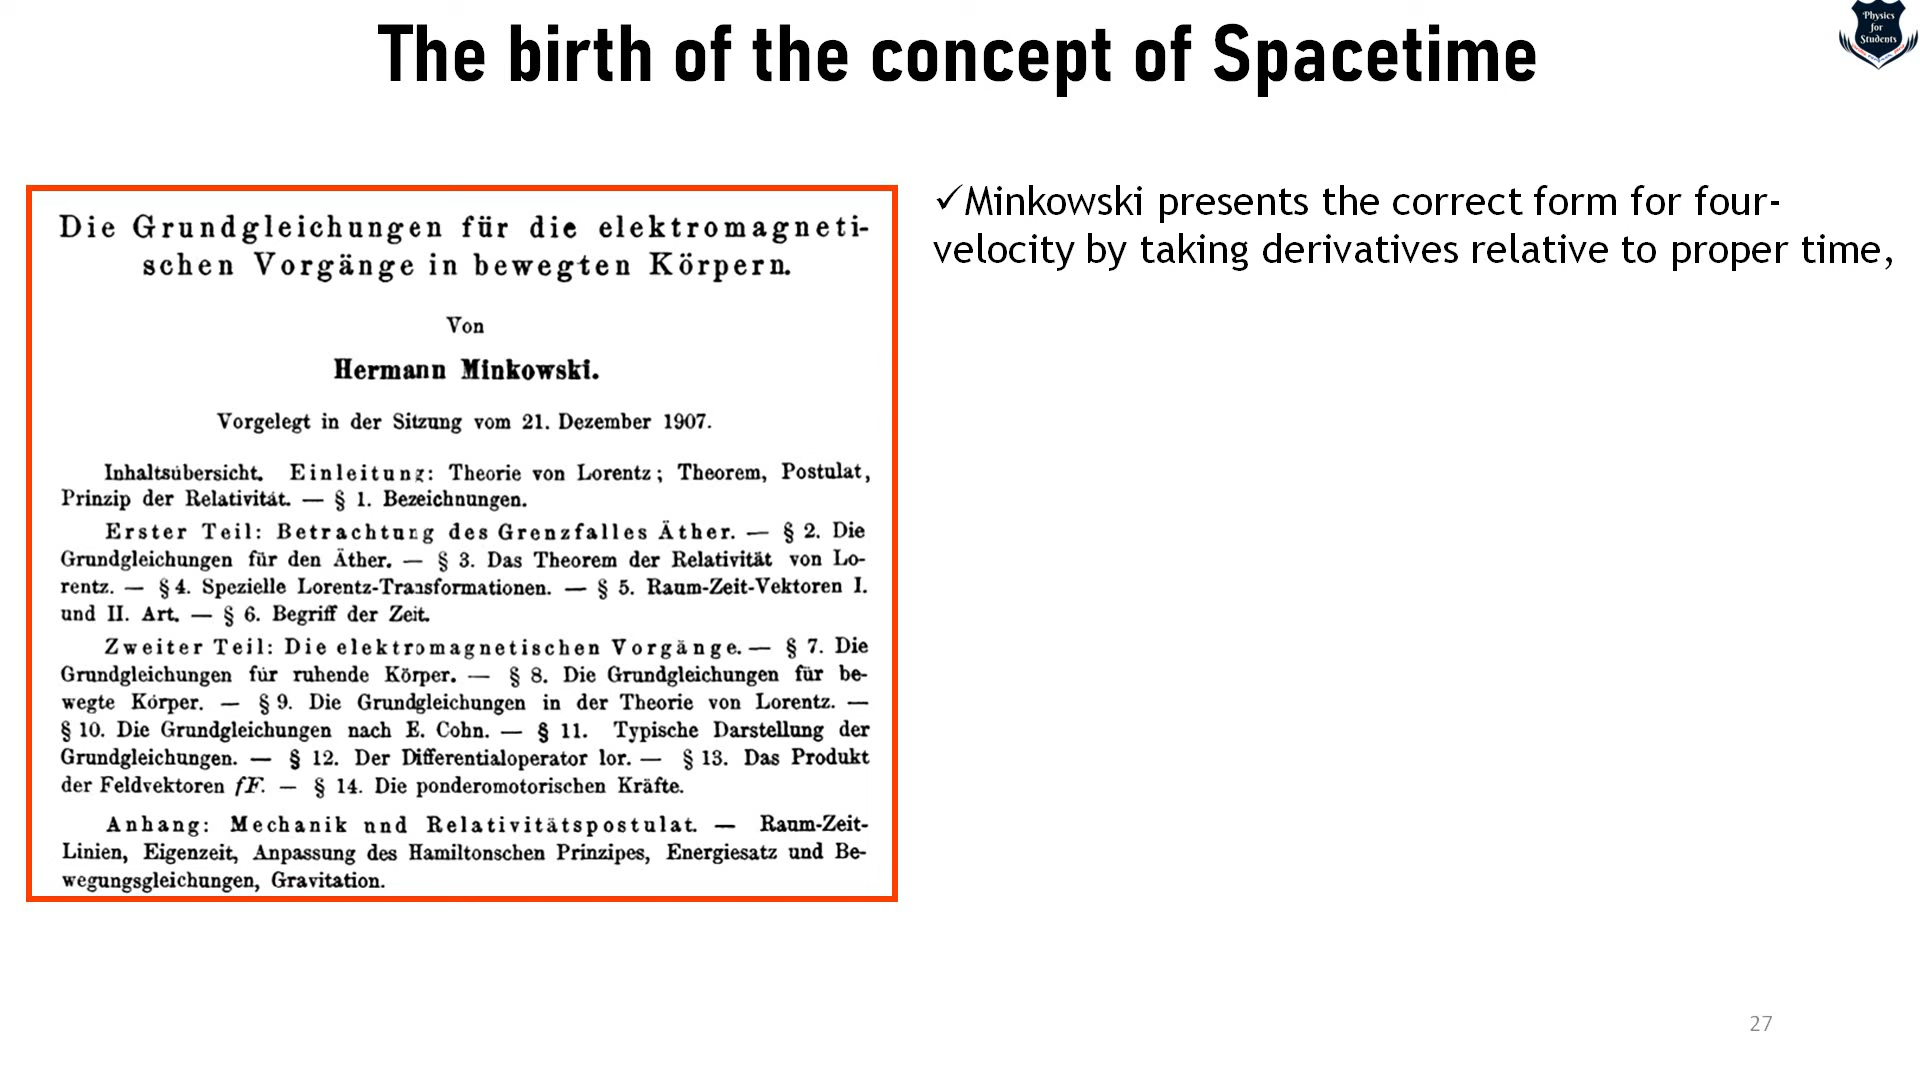 The birth of the concept of Spacetime
Physics
for
Students
Die Grundgleichungen für die elektromagneti-
schen Vorgänge in bewegten Körpern.
Von
Hermann Minkowski.
Vorgelegt in der Sitzung vom 21. Dezember 1907.
Inhaltsübersicht. Einleitung: Theorie von Lorentz; Theorem, Postulat,
Prinzip der Relativität. — § 1. Bezeichnungen.
Erster Teil: Betrachtung des Grenzfalles Äther. — § 2. Die
Grundgleichungen für den Äther. — § 3. Das Theorem der Relativität von Lo-
rentz. — § 4. Spezielle Lorentz-Transformationen. — § 5. Raum-Zeit-Vektoren I.
und II. Art. — § 6. Begriff der Zeit.
Zweiter Teil: Die elektromagnetischen Vorgänge. — § 7. Die
Grundgleichungen für ruhende Körper. — § 8. Die Grundgleichungen für be-
wegte Körper. — § 9. Die Grundgleichungen in der Theorie von Lorentz. —
§ 10. Die Grundgleichungen nach E. Cohn. — § 11. Typische Darstellung der
Grundgleichungen. — § 12. Der Differentialoperator lor. — § 13. Das Produkt
der Feldvektoren fF. — § 14. Die ponderomotorischen Kräfte.
Anhang: Mechanik nnd Relativitätspostulat. — Raum-Zeit-
Linien, Eigenzeit, Anpassung des Hamiltonschen Prinzipes, Energiesatz und Be-
wegungsgleichungen, Gravitation.
✓Minkowski presents the correct form for four-
velocity by taking derivatives relative to proper time,
27